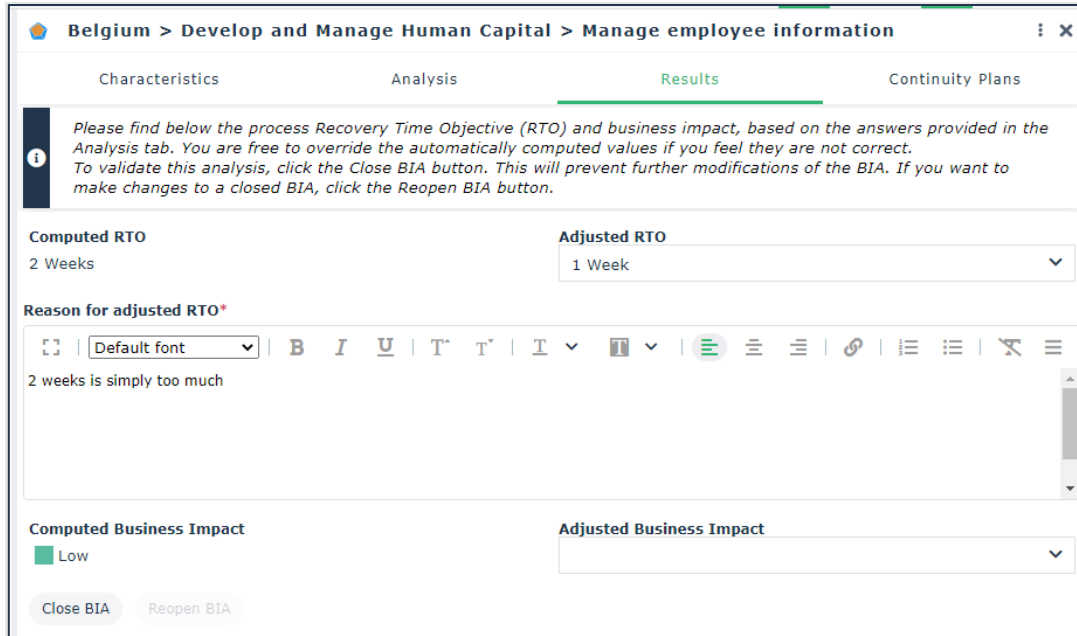 Belgium > Develop and Manage Human Capital > Manage employee information
Characteristics Analysis Results Continuity Plans
Please find below the process Recovery Time Objective (RTO) and business impact, based on the answers provided in the
Analysis tab. You are free to override the automatically computed values if you feel they are not correct.
To validate this analysis, click the Close BIA button. This will prevent further modifications of the BIA. If you want to
make changes to a closed BIA, click the Reopen BIA button.
Computed RTO Adjusted RTO
2 Weeks 1 Week
Reason for adjusted RTO*
Default font
2 weeks is simply too much
Computed Business Impact Adjusted Business Impact
Low
Close BIA Reopen BIA